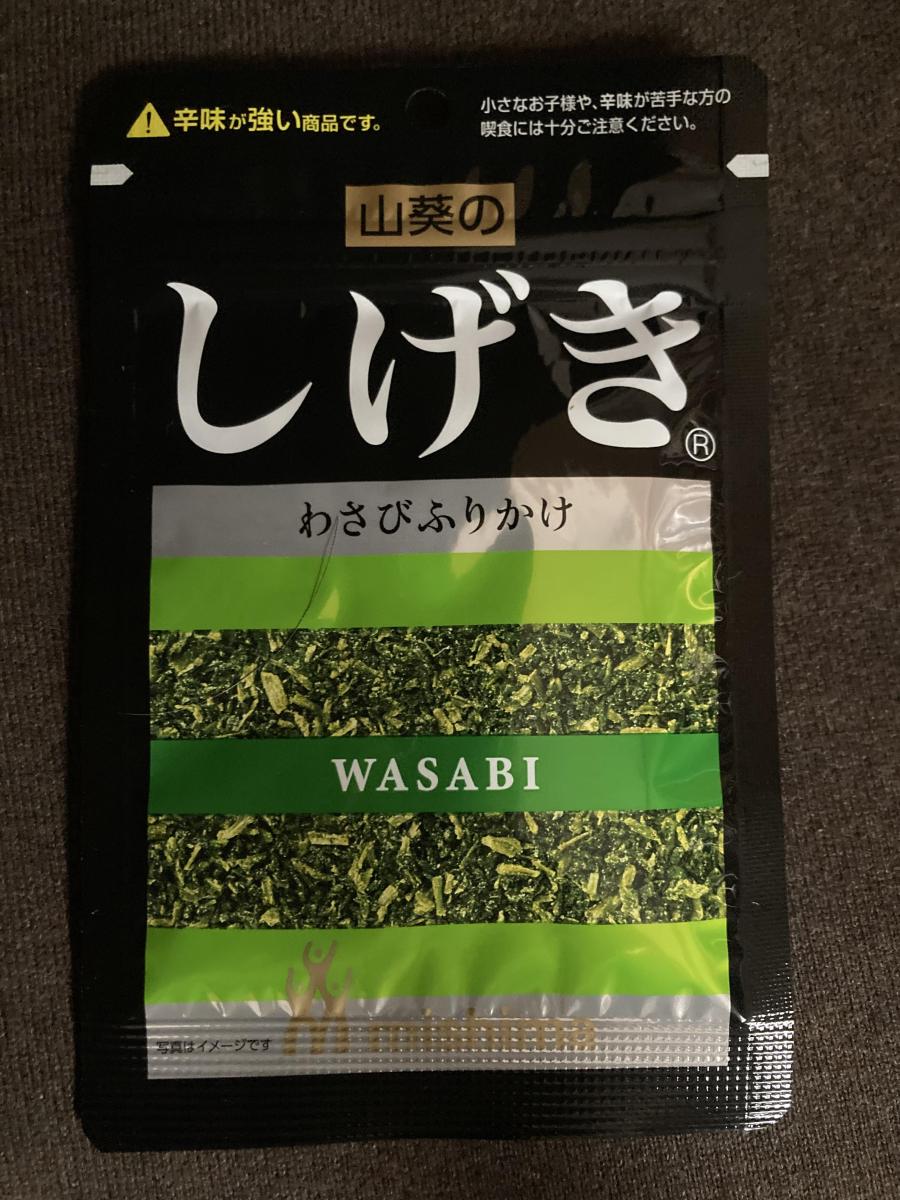 辛味が強い商品です。
小さなお子様や、辛味が苦手な方の
喫食には十分ご注意ください。
山葵の
しげき®
わさびふりかけ
WASABI
mishima
写真はイメージです